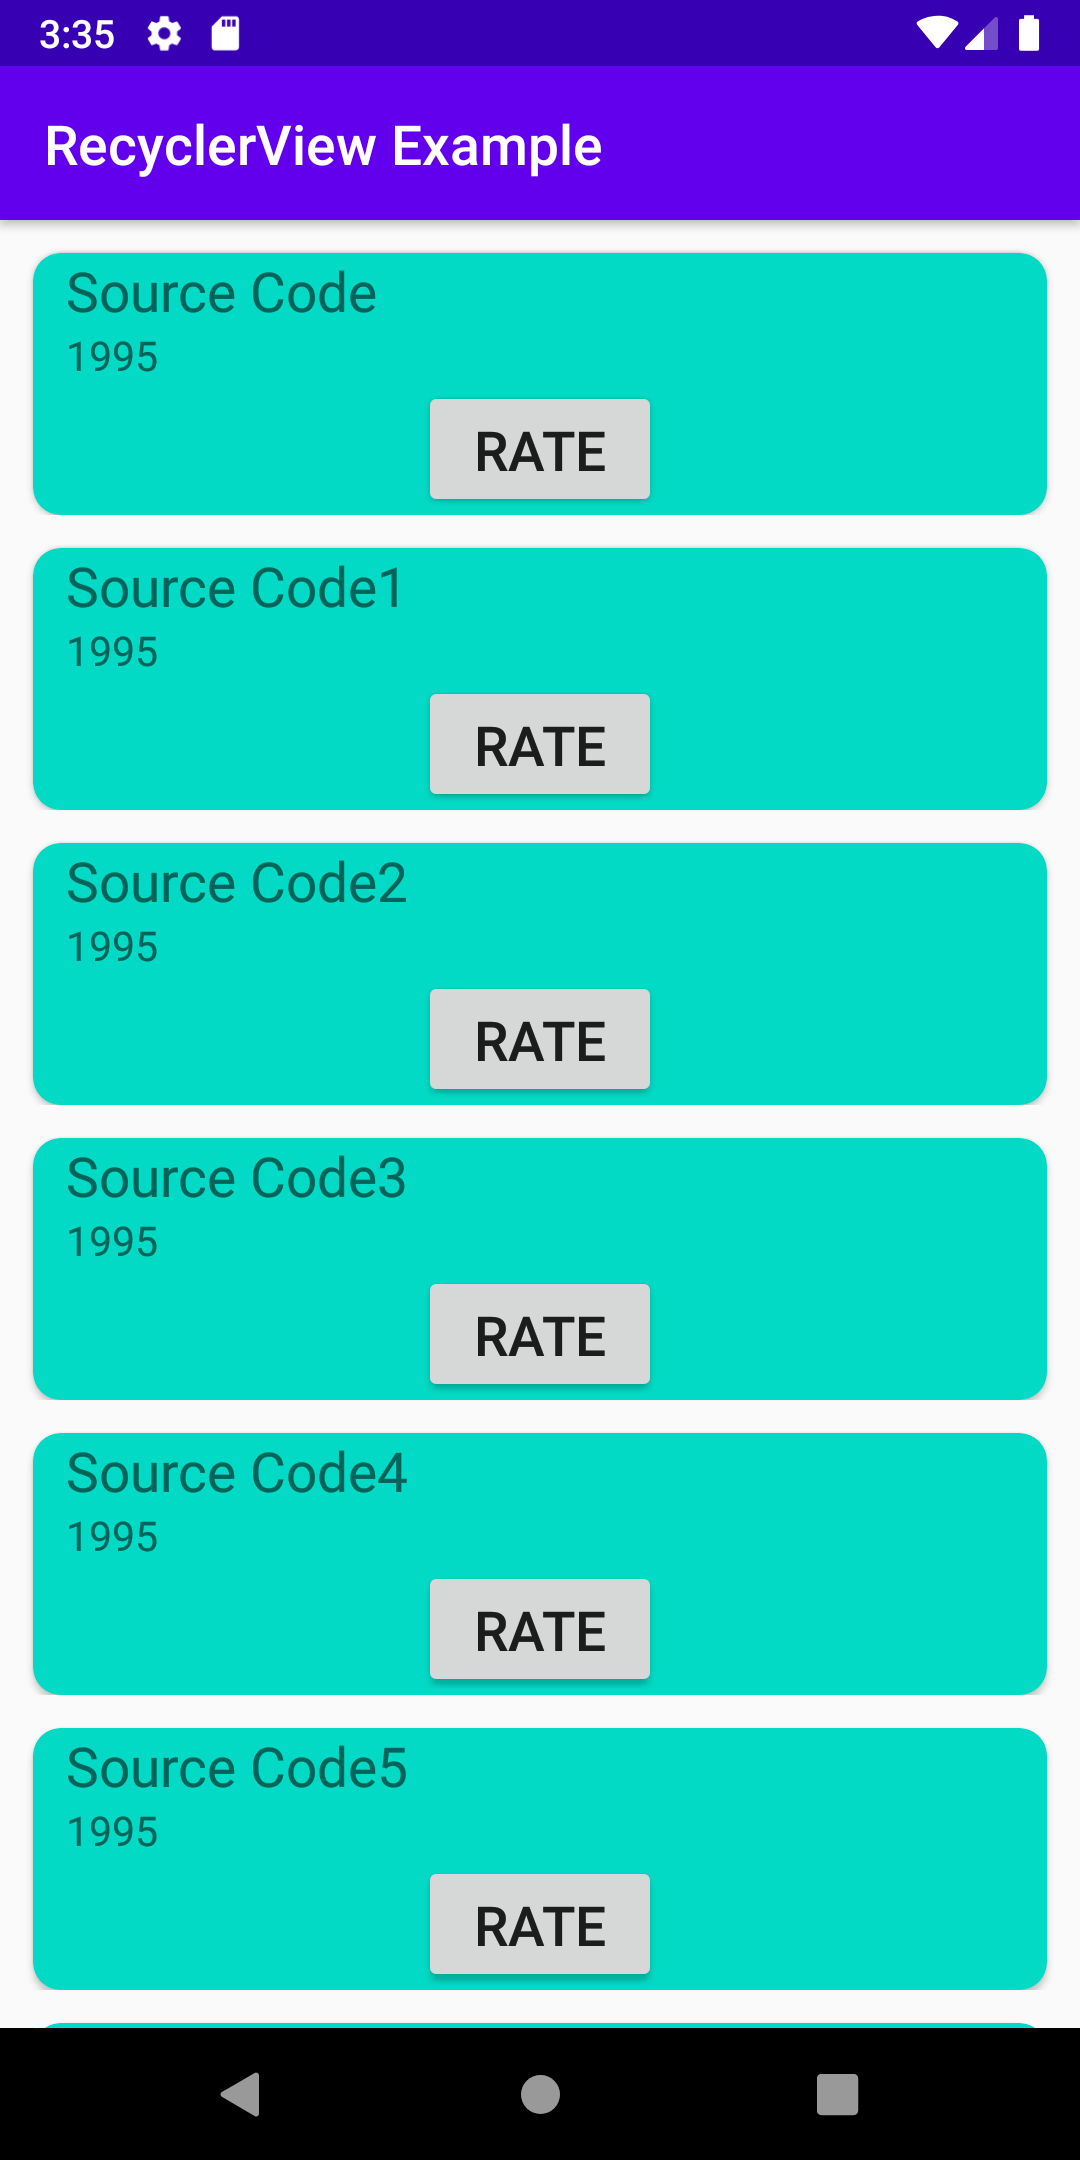 3:35
RecyclerView Example
Source Code
1995
RATE
Source Code1
1995
RATE
Source Code2
1995
RATE
Source Code3
1995
RATE
Source Code4
1995
RATE
Source Code5
1995
RATE